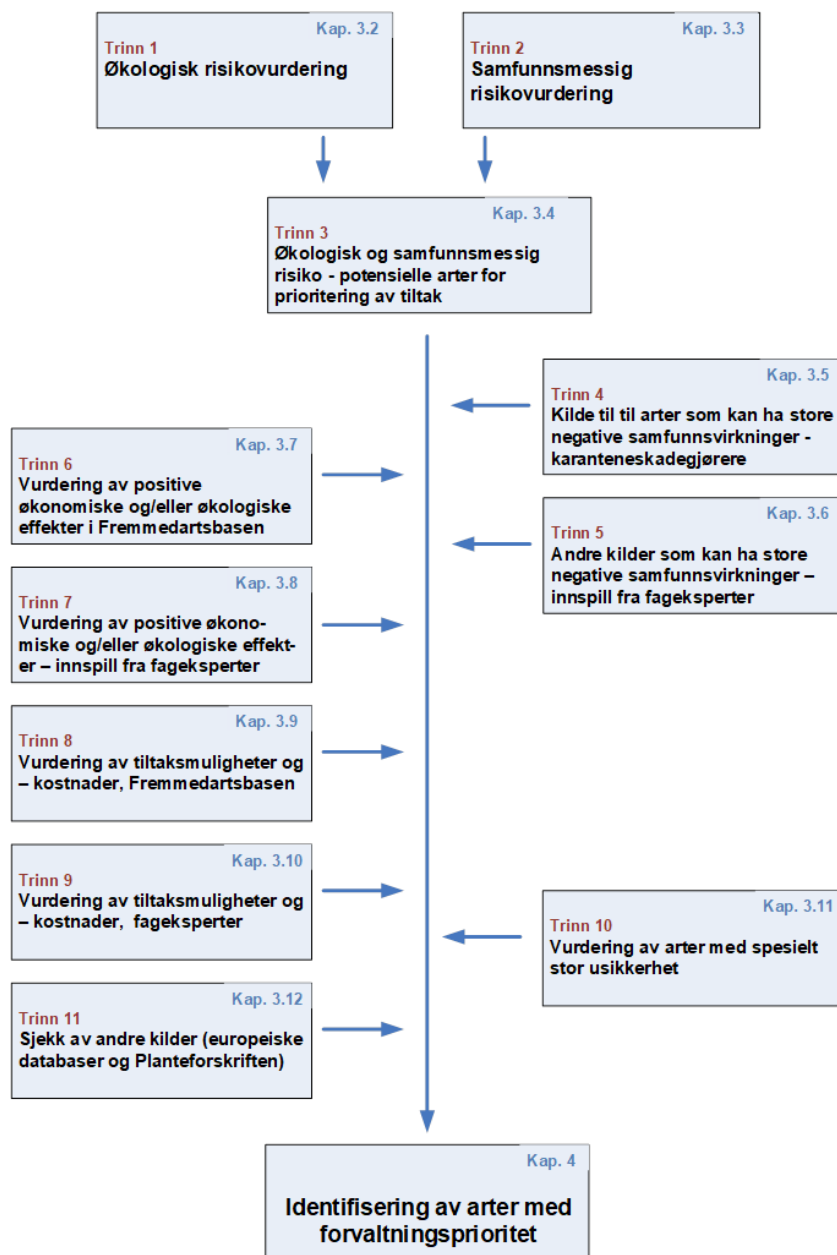 Kap. 3.2
Trinn 1
Økologisk risikovurdering
Kap. 3.3
Trinn 2
Samfunnsmessig
risikovurdering
Kap. 3.4
Trinn 3
Økologisk og samfunnsmessig
risiko - potensielle arter for
prioritering av tiltak
Kap. 3.5
Trinn 4
Kilde til til arter som kan ha store
negative samfunnsvirkninger -
karanteneskadegjørere
Kap. 3.6
Trinn 5
Andre kilder som kan ha store
negative samfunnsvirkninger –
innspill fra fageksperter
Kap. 3.7
Trinn 6
Vurdering av positive
økonomiske og/eller økologiske
effekter i Fremmedartsbasen
Kap. 3.8
Trinn 7
Vurdering av positive økono-
miske og/eller økologiske effekt-
er – innspill fra fageksperter
Kap. 3.9
Trinn 8
Vurdering av tiltaksmuligheter og
– kostnader, Fremmedartsbasen
Kap. 3.10
Trinn 9
Vurdering av tiltaksmuligheter og
– kostnader, fageksperter
Kap. 3.11
Trinn 10
Vurdering av arter med spesielt
stor usikkerhet
Kap. 3.12
Trinn 11
Sjekk av andre kilder (europeiske
databaser og Planteforskriften)
Kap. 4
Identifisering av arter med
forvaltningsprioritet